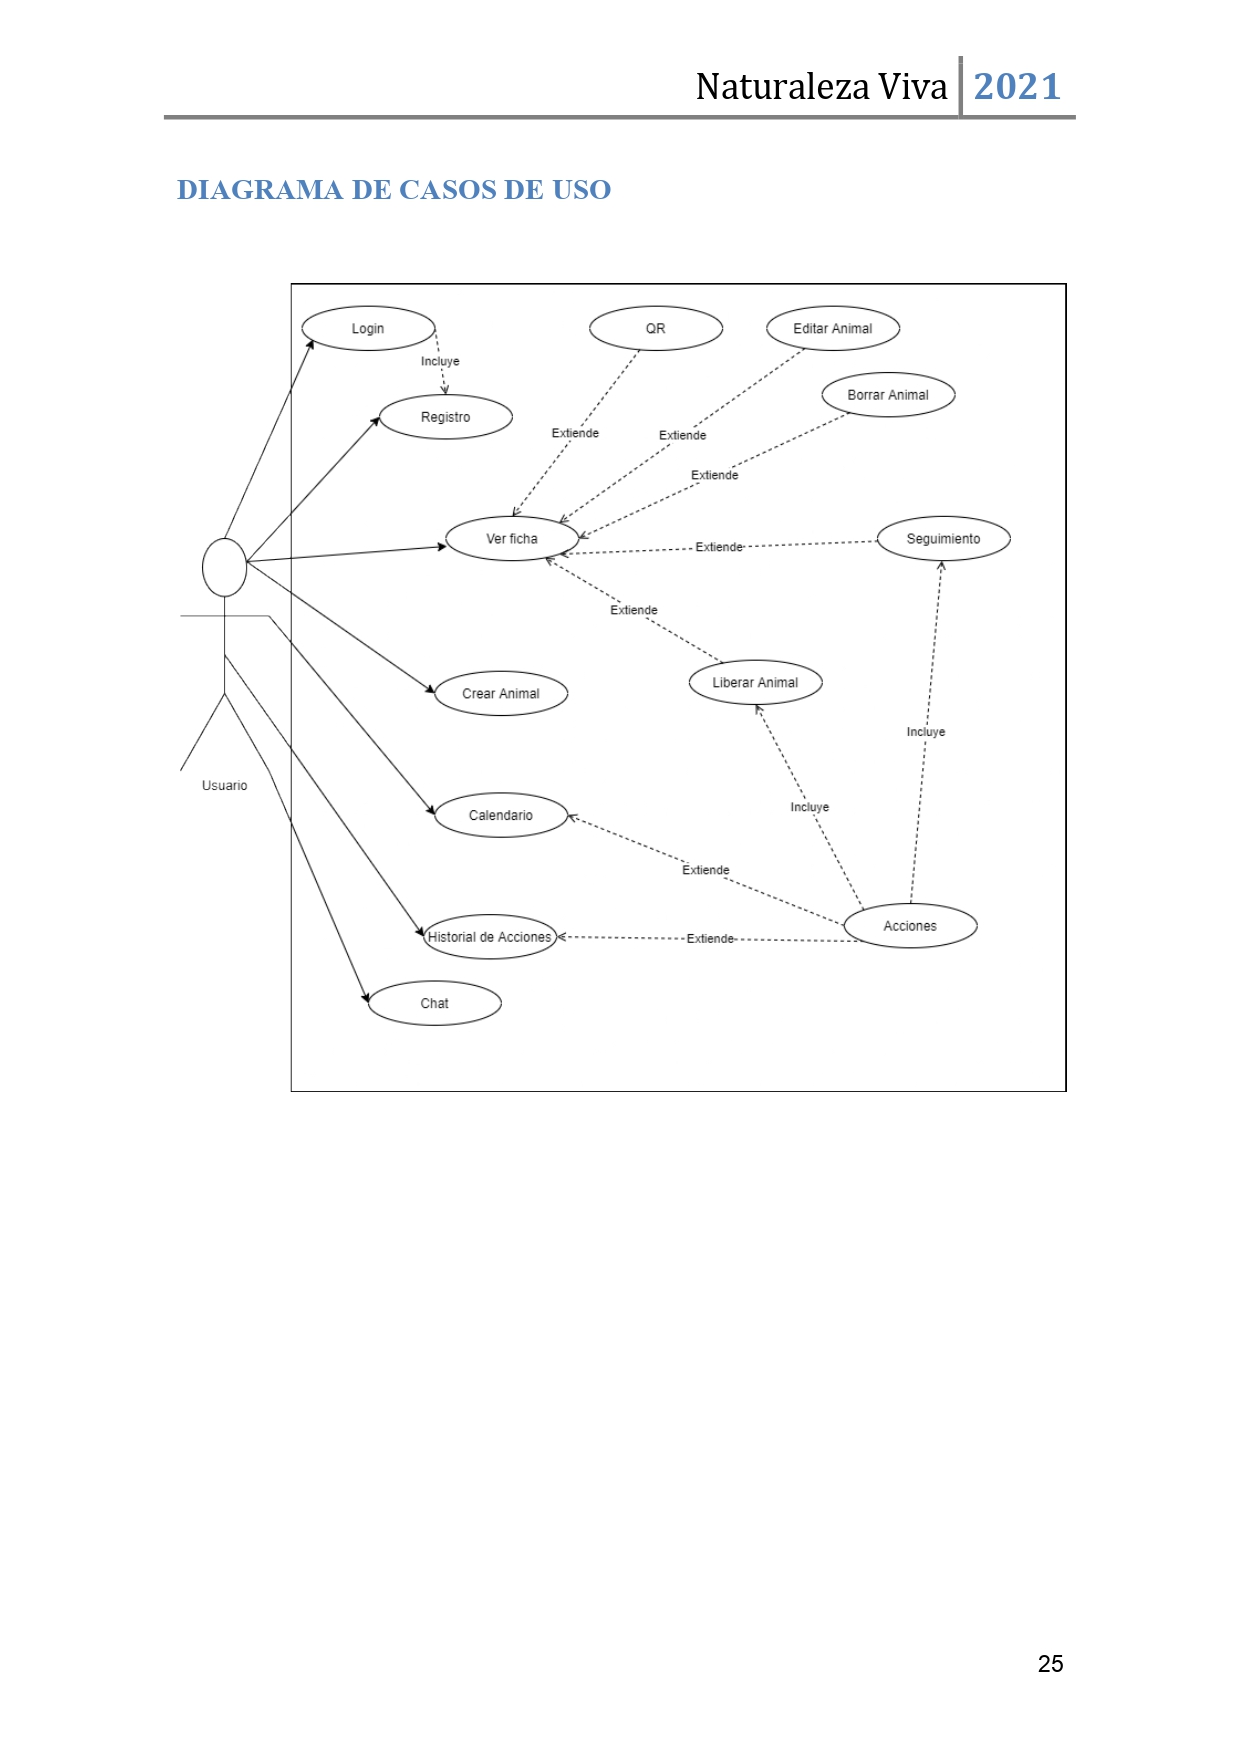 Naturaleza Viva 2021
DIAGRAMA DE CASOS DE USO
Login
QR
Editar Animal
Incluye
Borrar Animal
Registro
Extiende
Extiende
Extiende
Ver ficha
Seguimiento
Extiende
Extiende
Liberar Animal
Crear Animal
Incluye
Usuario
Incluye
Calendario
Extiende
Acciones
Historial de Acciones
Extiende
Chat
25